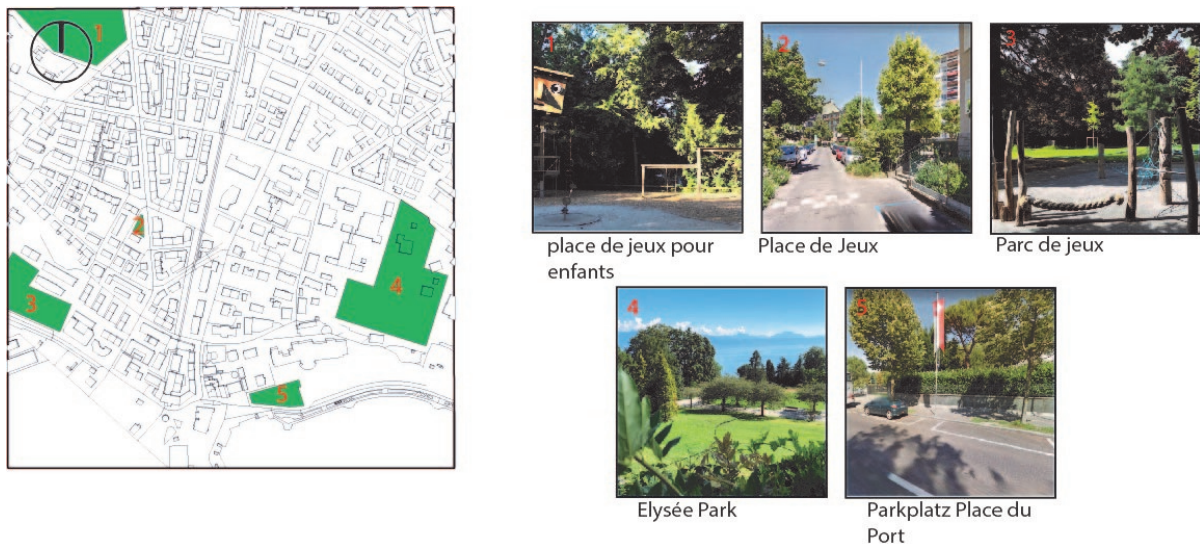 1
2
3
4
5
1
2
3
place de jeux pour
enfants
Place de Jeux
Parc de jeux
4
5
Elysée Park
Parkplatz Place du
Port